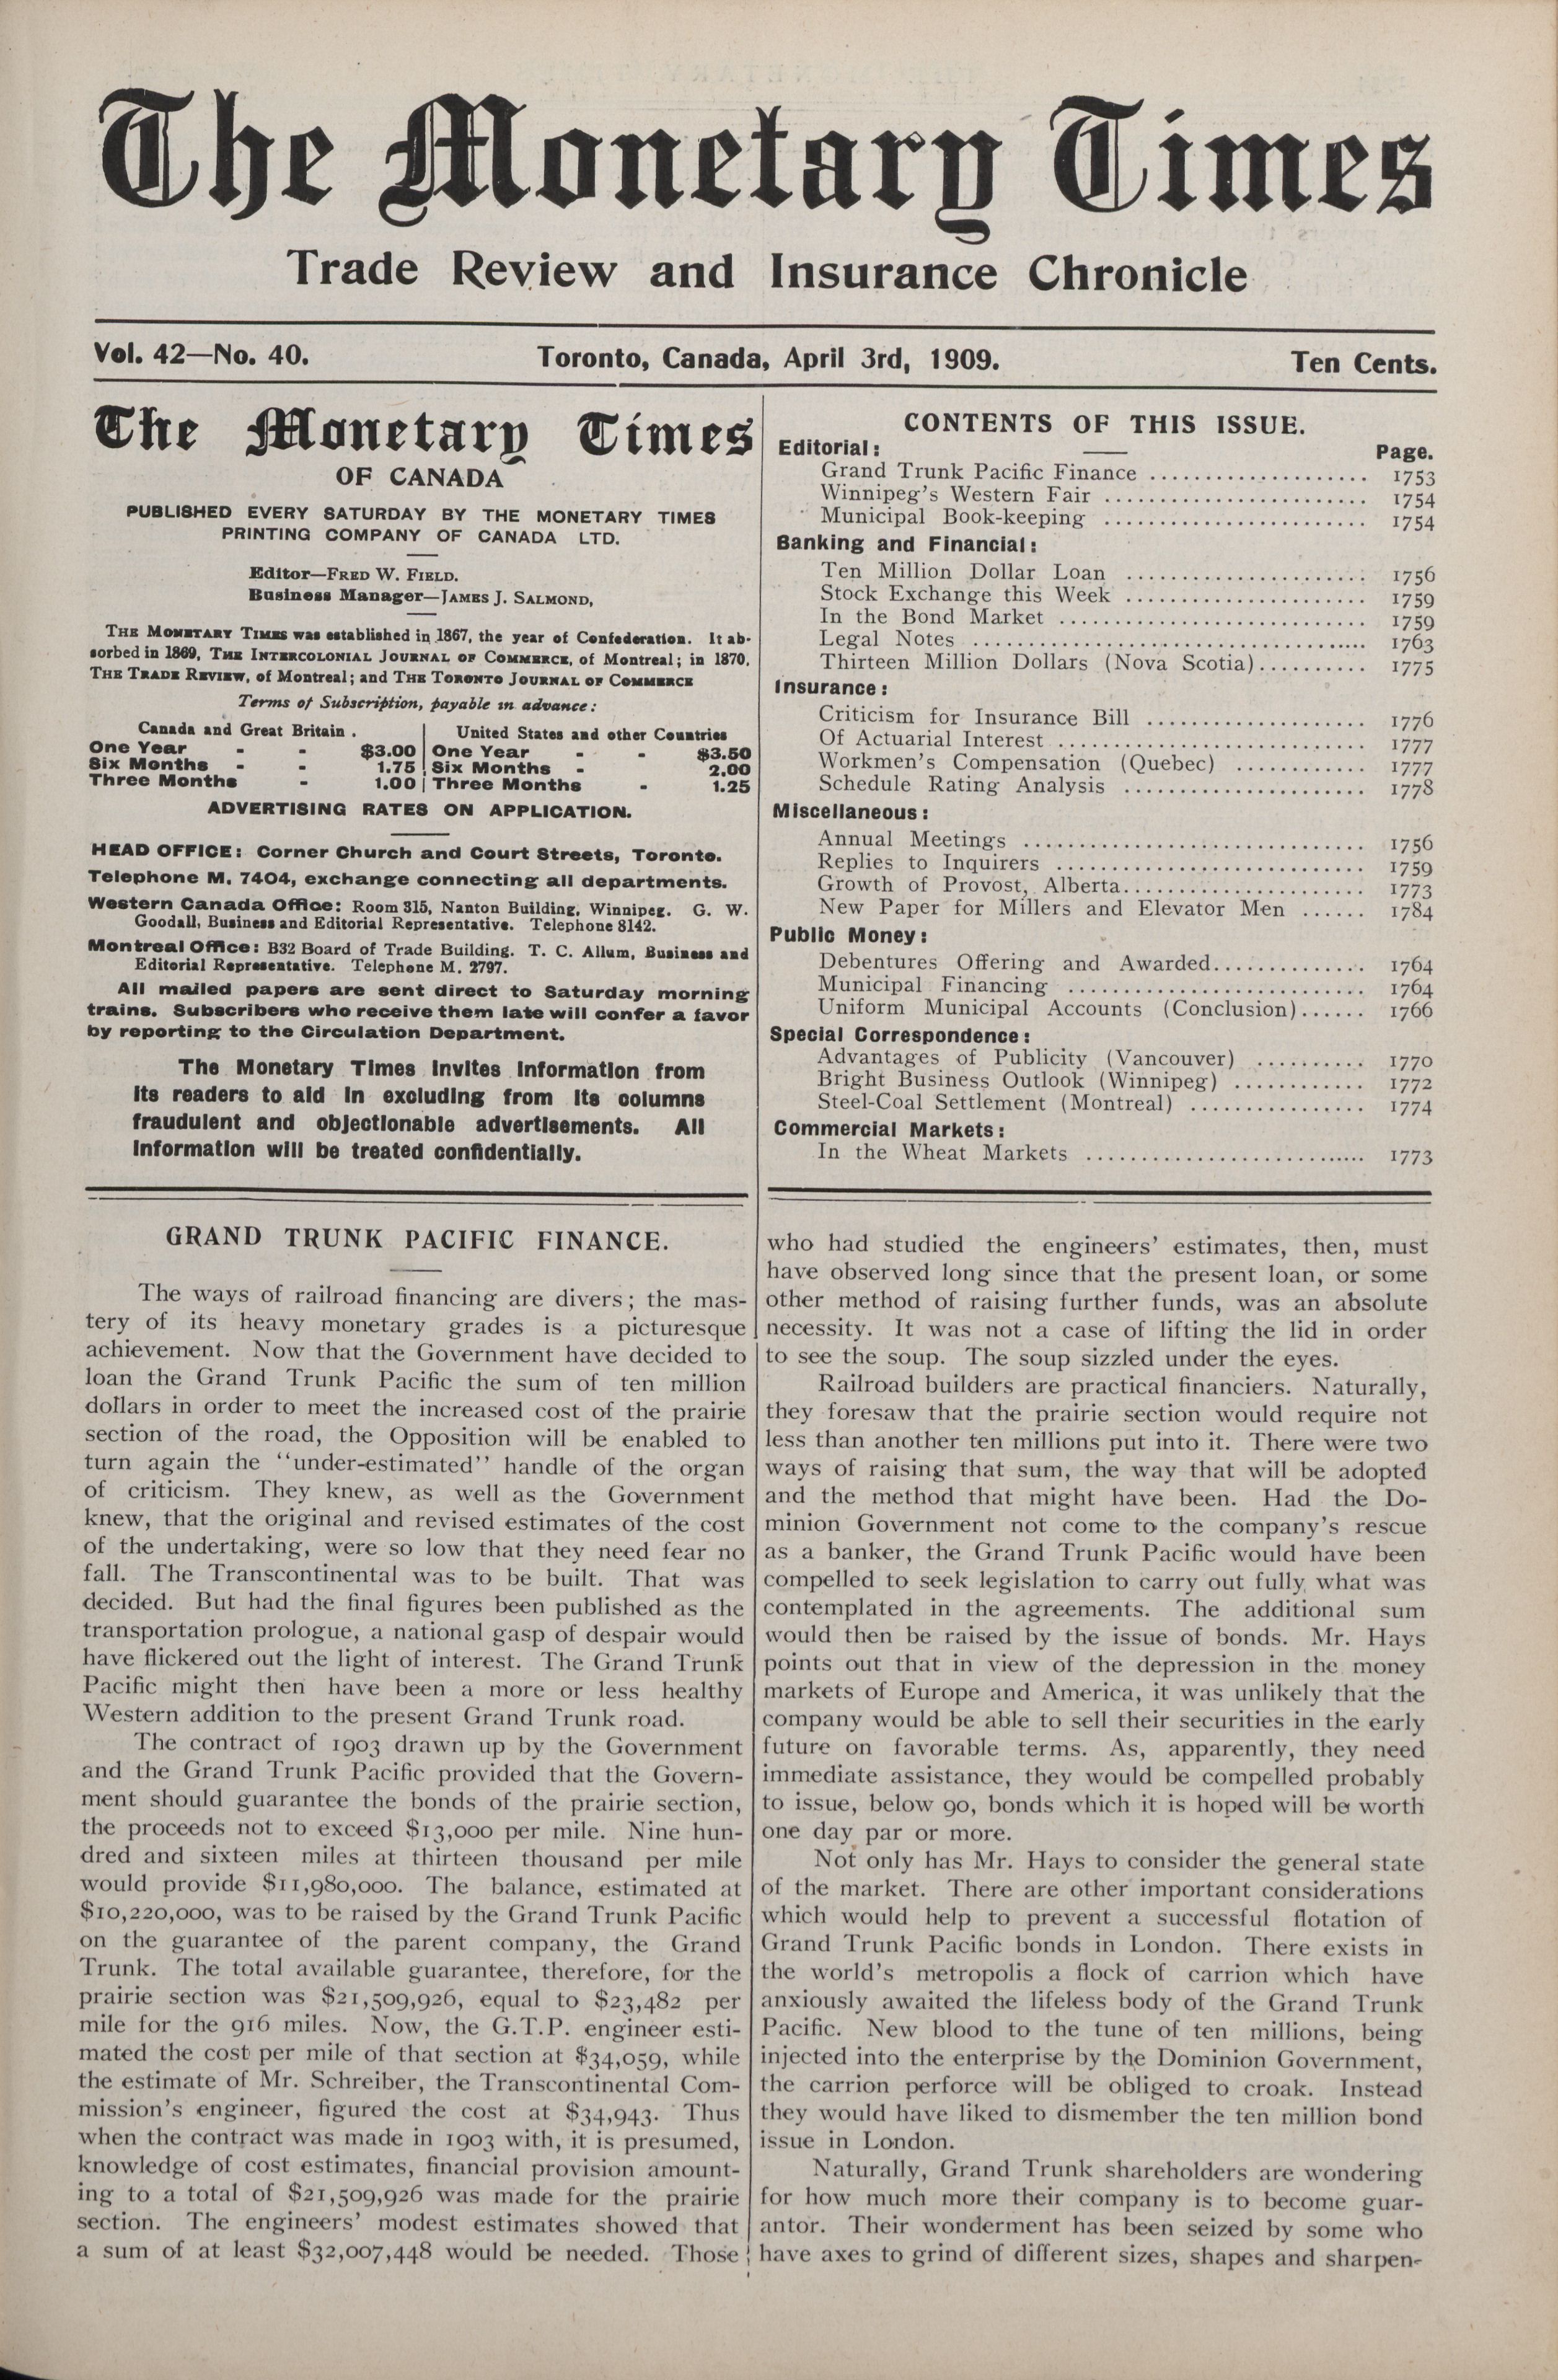 The Monetary Times
Trade Review and Insurance Chronicle
Vol. 42—No. 40. Toronto, Canada, April 3rd, 1909. Ten Cents.
The Monetary Times
OF CANADA
PUBLISHED EVERY SATURDAY BY THE MONETARY TIMES
PRINTING COMPANY OF CANADA LTD.
Editor—FRED W. FIELD.
Business Manager—JAMES J. SALMOND,
THE MONETARY TIMES was established in 1867, the year of Confederation. It ab-
sorbed in 1869, THE INTERCOLONIAL JOURNAL OF COMMERCE, of Montreal; in 1870,
THE TRADE REVIEW, of Montreal; and THE TORONTO JOURNAL OF COMMERCE
Terms of Subscription, payable in advance:
Canada and Great Britain . United States and other Countries
One Year - - $3.00 One Year - - $3.50
Six Months - - 1.75 Six Months - 2.00
Three Months - 1.00 Three Months - 1.25
ADVERTISING RATES ON APPLICATION.
HEAD OFFICE: Corner Church and Court Streets, Toronto.
Telephone M. 7404, exchange connecting all departments.
Western Canada Office: Room 315, Nanton Building, Winnipeg. G. W.
Goodall, Business and Editorial Representative. Telephone 8142.
Montreal Office: B32 Board of Trade Building. T. C. Allum, Business and
Editorial Representative. Telephone M. 2797.
All mailed papers are sent direct to Saturday morning
trains. Subscribers who receive them late will confer a favor
by reporting to the Circulation Department.
The Monetary Times invites information from
its readers to aid in excluding from its columns
fraudulent and objectionable advertisements. All
information will be treated confidentially.
CONTENTS OF THIS ISSUE.
Editorial: Page.
Grand Trunk Pacific Finance .................... 1753
Winnipeg's Western Fair ........................ 1754
Municipal Book-keeping ........................ 1754
Banking and Financial:
Ten Million Dollar Loan ...................... 1756
Stock Exchange this Week ...................... 1759
In the Bond Market ............................ 1759
Legal Notes .................................... 1763
Thirteen Million Dollars (Nova Scotia).......... 1775
Insurance:
Criticism for Insurance Bill .................... 1776
Of Actuarial Interest ............................ 1777
Workmen's Compensation (Quebec) ............ 1777
Schedule Rating Analysis ...................... 1778
Miscellaneous:
Annual Meetings ................................ 1756
Replies to Inquirers ............................ 1759
Growth of Provost, Alberta...................... 1773
New Paper for Millers and Elevator Men ...... 1784
Public Money:
Debentures Offering and Awarded.............. 1764
Municipal Financing ............................ 1764
Uniform Municipal Accounts (Conclusion)...... 1766
Special Correspondence:
Advantages of Publicity (Vancouver) .......... 1770
Bright Business Outlook (Winnipeg) ............ 1772
Steel-Coal Settlement (Montreal) ................ 1774
Commercial Markets:
In the Wheat Markets .......................... 1773
GRAND TRUNK PACIFIC FINANCE.
The ways of railroad financing are divers; the mas-
tery of its heavy monetary grades is a picturesque
achievement. Now that the Government have decided to
loan the Grand Trunk Pacific the sum of ten million
dollars in order to meet the increased cost of the prairie
section of the road, the Opposition will be enabled to
turn again the "under-estimated" handle of the organ
of criticism. They knew, as well as the Government
knew, that the original and revised estimates of the cost
of the undertaking, were so low that they need fear no
fall. The Transcontinental was to be built. That was
decided. But had the final figures been published as the
transportation prologue, a national gasp of despair would
have flickered out the light of interest. The Grand Trunk
Pacific might then have been a more or less healthy
Western addition to the present Grand Trunk road.
The contract of 1903 drawn up by the Government
and the Grand Trunk Pacific provided that the Govern-
ment should guarantee the bonds of the prairie section,
the proceeds not to exceed $13,000 per mile. Nine hun-
dred and sixteen miles at thirteen thousand per mile
would provide $11,980,000. The balance, estimated at
$10,220,000, was to be raised by the Grand Trunk Pacific
on the guarantee of the parent company, the Grand
Trunk. The total available guarantee, therefore, for the
prairie section was $21,509,926, equal to $23,482 per
mile for the 916 miles. Now, the G.T.P. engineer esti-
mated the cost per mile of that section at $34,059, while
the estimate of Mr. Schreiber, the Transcontinental Com-
mission's engineer, figured the cost at $34,943. Thus
when the contract was made in 1903 with, it is presumed,
knowledge of cost estimates, financial provision amount-
ing to a total of $21,509,926 was made for the prairie
section. The engineers' modest estimates showed that
a sum of at least $32,007,448 would be needed. Those
who had studied the engineers' estimates, then, must
have observed long since that the present loan, or some
other method of raising further funds, was an absolute
necessity. It was not a case of lifting the lid in order
to see the soup. The soup sizzled under the eyes.
Railroad builders are practical financiers. Naturally,
they foresaw that the prairie section would require not
less than another ten millions put into it. There were two
ways of raising that sum, the way that will be adopted
and the method that might have been. Had the Do-
minion Government not come to the company's rescue
as a banker, the Grand Trunk Pacific would have been
compelled to seek legislation to carry out fully what was
contemplated in the agreements. The additional sum
would then be raised by the issue of bonds. Mr. Hays
points out that in view of the depression in the money
markets of Europe and America, it was unlikely that the
company would be able to sell their securities in the early
future on favorable terms. As, apparently, they need
immediate assistance, they would be compelled probably
to issue, below 90, bonds which it is hoped will be worth
one day par or more.
Not only has Mr. Hays to consider the general state
of the market. There are other important considerations
which would help to prevent a successful flotation of
Grand Trunk Pacific bonds in London. There exists in
the world's metropolis a flock of carrion which have
anxiously awaited the lifeless body of the Grand Trunk
Pacific. New blood to the tune of ten millions, being
injected into the enterprise by the Dominion Government,
the carrion perforce will be obliged to croak. Instead
they would have liked to dismember the ten million bond
issue in London.
Naturally, Grand Trunk shareholders are wondering
for how much more their company is to become guar-
antor. Their wonderment has been seized by some who
have axes to grind of different sizes, shapes and sharpen-